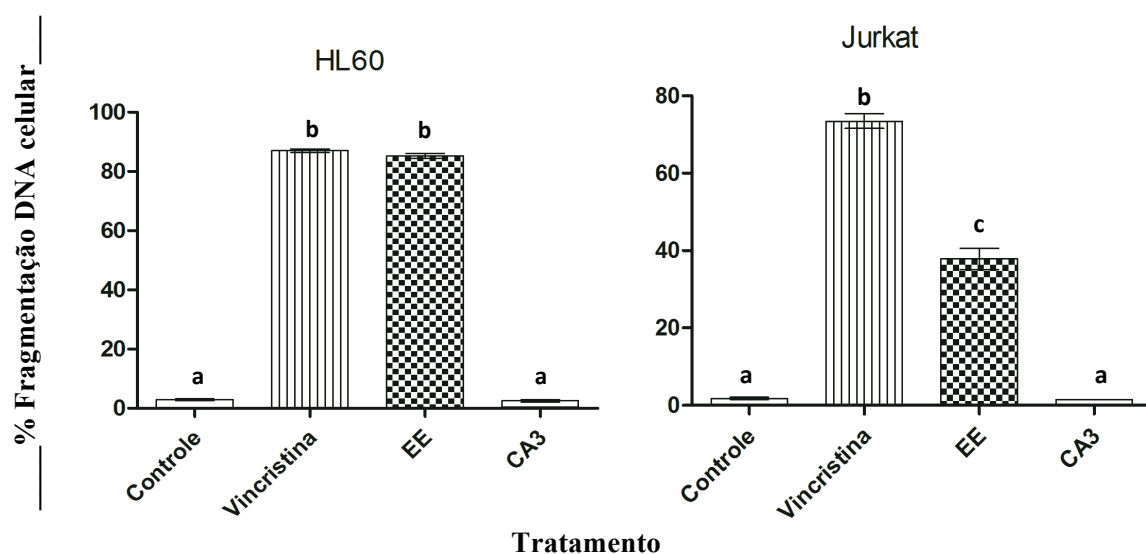 % Fragmentação DNA celular
HL60
100
80
60
40
20
0
a
b
b
a
Controle
Vincristina
EE
CA3
Jurkat
80
60
40
20
0
a
b
c
a
Controle
Vincristina
EE
CA3
Tratamento